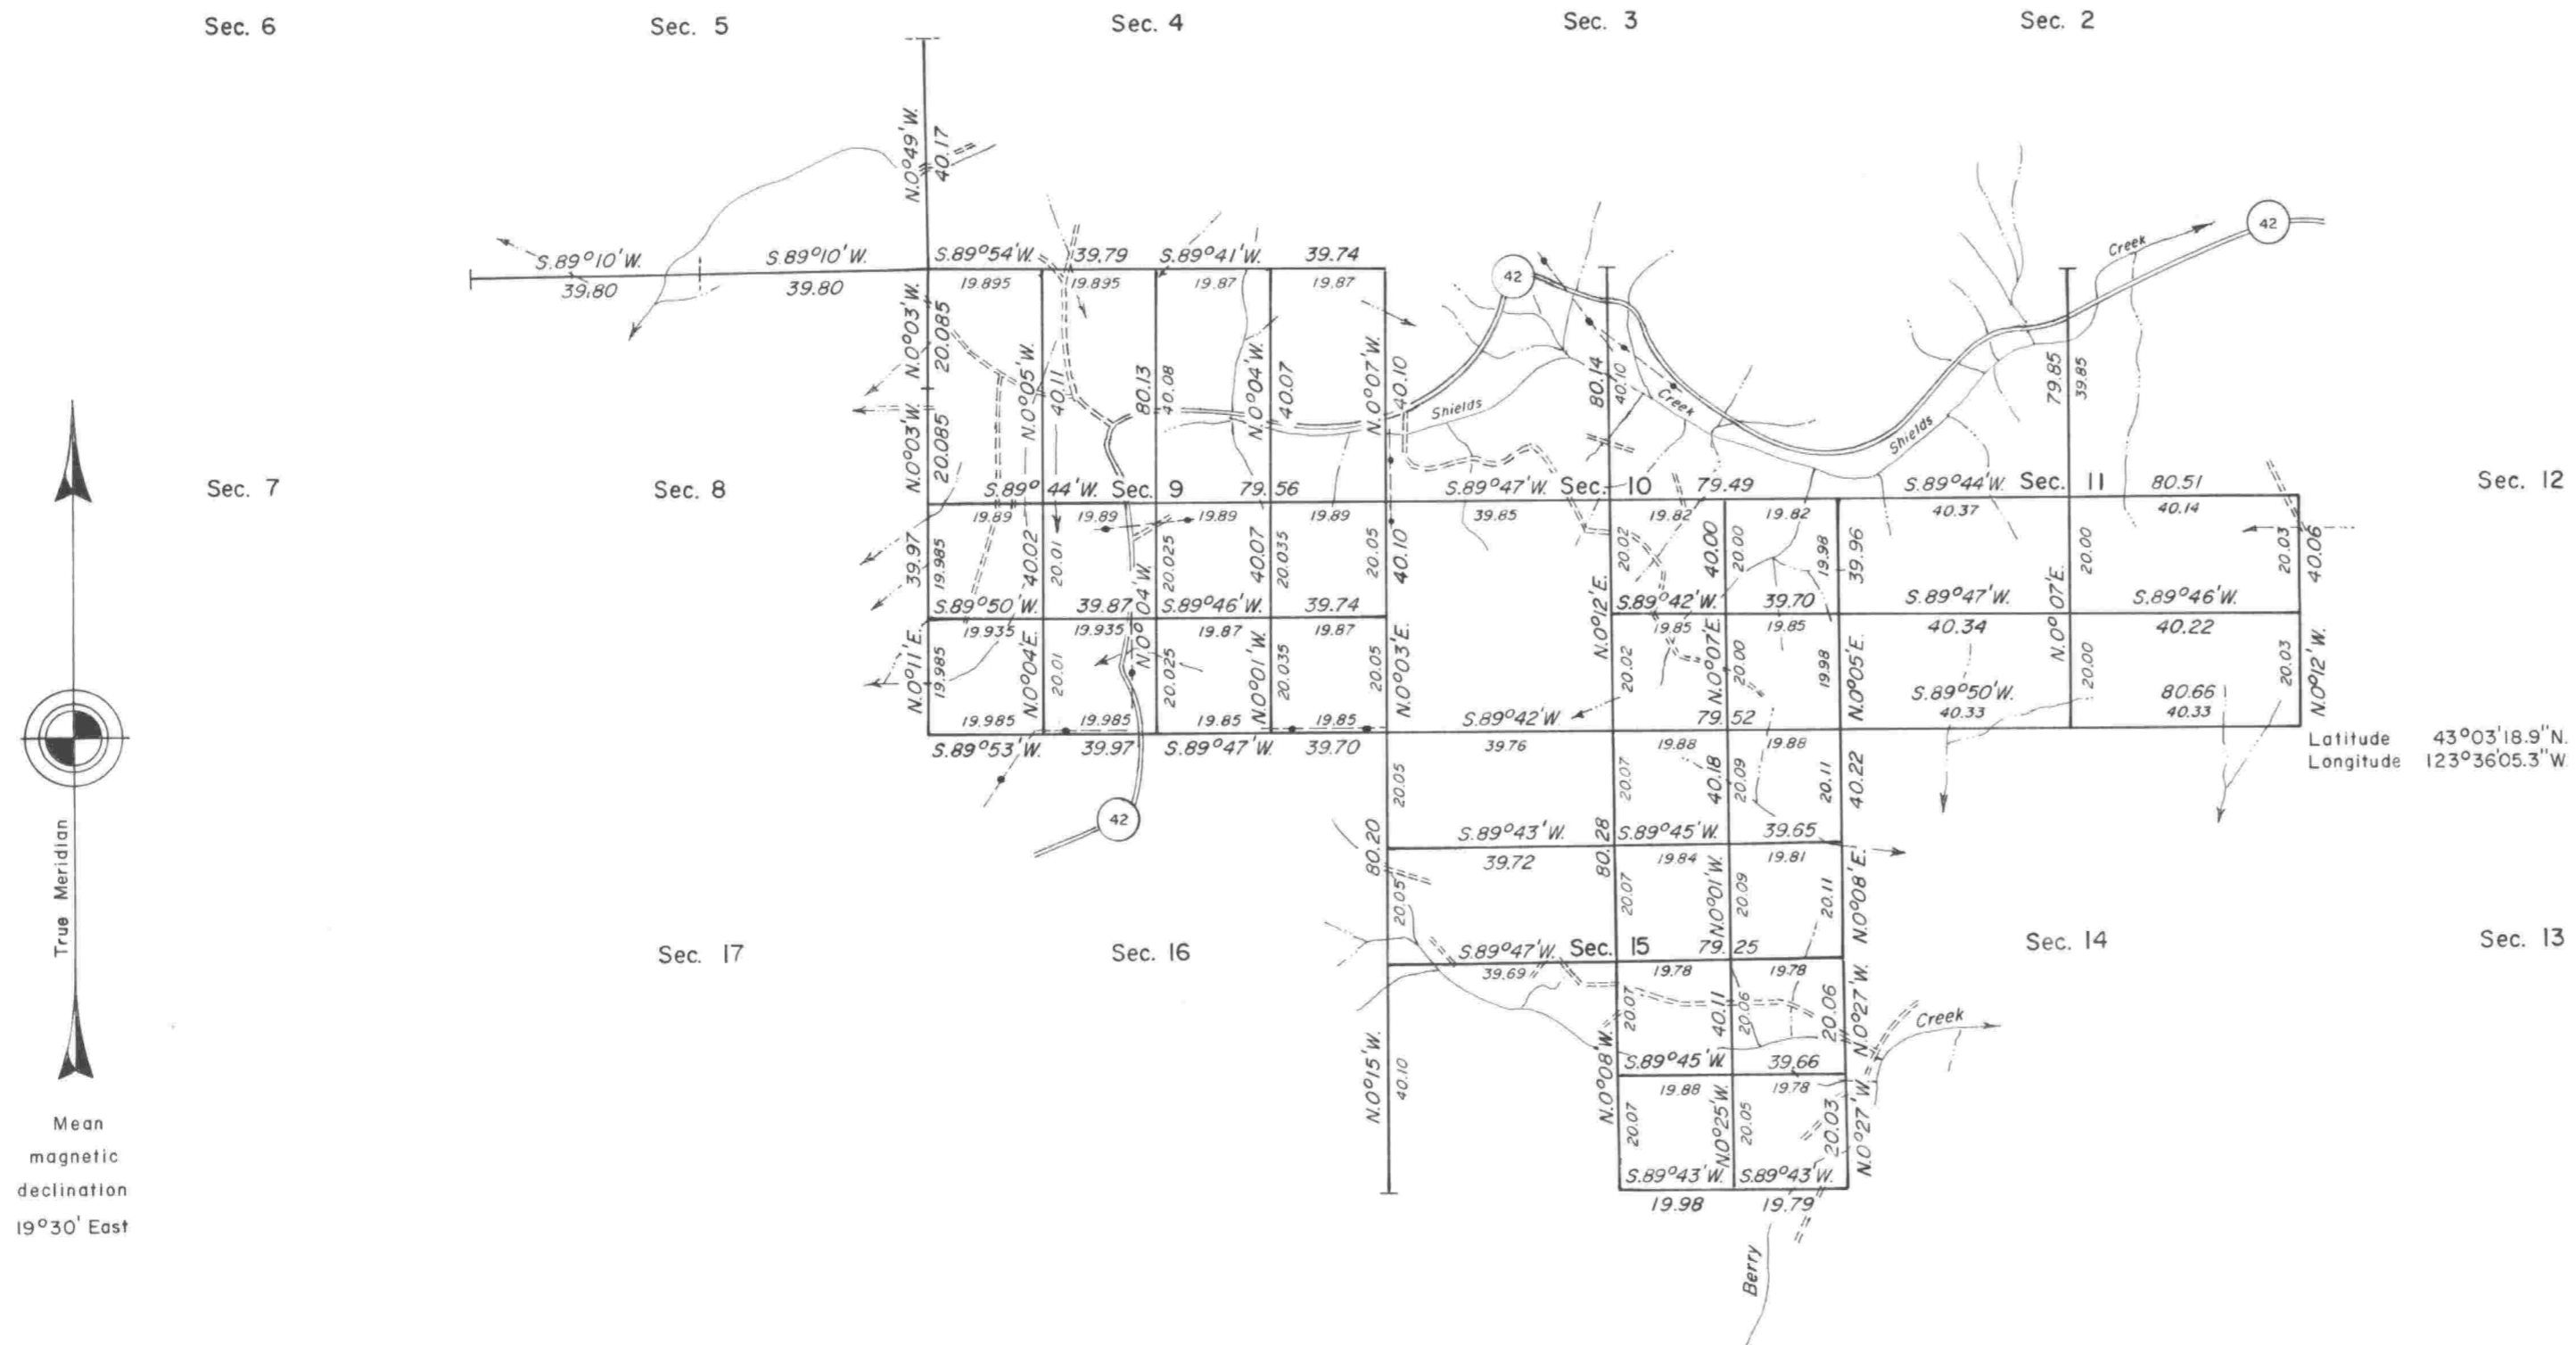 Sec. 6
Sec. 5
Sec. 4
Sec. 3
Sec. 2
N.0°49'W.
40.17
S.89°10'W.
39.80
S.89°10'W.
39.80
S.89°54'W.
39.79
S.89°41'W.
39.74
19.895
19.895
19.87
19.87
42
42
Creek
N.0°03'W.
20.085
N.0°05'W.
40.11
80.13
40.08
N.0°04'W.
40.07
N.0°07'W.
40.10
80.14
40.10
79.85
39.85
Shields
Creek
Shields
N.0°03'W.
20.085
Sec. 7
Sec. 8
S.89° 44'W.
Sec. 9
79.56
S.89°47'W.
Sec. 10
79.49
S.89°44'W.
Sec. 11
80.51
Sec. 12
19.89
19.89
19.89
19.89
39.85
19.82
19.82
40.37
40.14
39.97
19.985
40.02
20.01
20.025
40.07
20.035
20.05
40.10
20.02
40.00
20.00
19.98
39.96
20.00
20.03
40.06
N.0°04'W.
N.0°12'E.
N.0°07'E.
S.89°50'W.
39.87
S.89°46'W.
39.74
S.89°42'W.
39.70
S.89°47'W.
S.89°46'W.
19.935
19.935
19.87
19.87
19.85
19.85
40.34
40.22
N.0°11'E.
19.985
N.0°04'E.
20.01
20.025
N.0°01'W.
20.035
20.05
N.0°03'E.
20.02
N.0°07'E.
20.00
19.98
N.0°05'E.
20.00
20.03
N.0°12'W.
S.89°50'W.
80.66
19.985
19.985
19.85
19.85
S.89°42'W
79.52
40.33
40.33
S.89°53'W.
39.97
S.89°47'W.
39.70
39.76
19.88
19.88
Latitude 43°03'18.9"N.
Longitude 123°36'05.3"W.
42
20.05
20.07
40.18
20.09
20.11
40.22
80.20
S.89°43'W.
80.28
S.89°45'W.
39.65
39.72
19.84
19.81
True Meridian
20.05
20.07
N.0°01'W.
20.09
20.11
N.0°08'E.
Sec. 17
Sec. 16
S.89°47'W.
Sec. 15
79.25
Sec. 14
Sec. 13
39.69
19.78
19.78
20.07
40.11
20.06
20.06
N.0°27'W.
Creek
N.0°15'W.
40.10
N.0°08'W.
S.89°45'W.
39.66
19.88
19.78
20.07
N.0°25'W.
20.05
20.03
N.0°27'W.
S.89°43'W.
S.89°43'W.
19.98
19.79
Berry
Mean
magnetic
declination
19°30' East